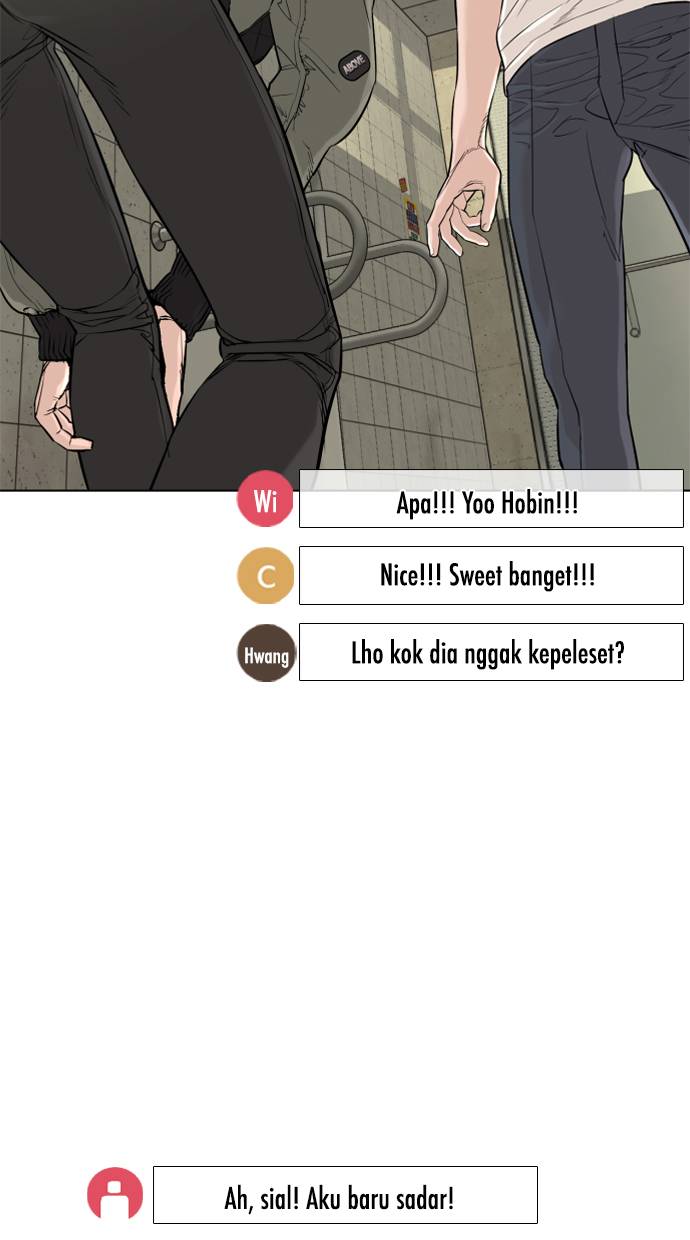 ABOVE
Wi
Apa!!! Yoo Hobin!!!
C
Nice!!! Sweet banget!!!
Hwang
Lho kok dia nggak kepeleset?
Ah, sial! Aku baru sadar!